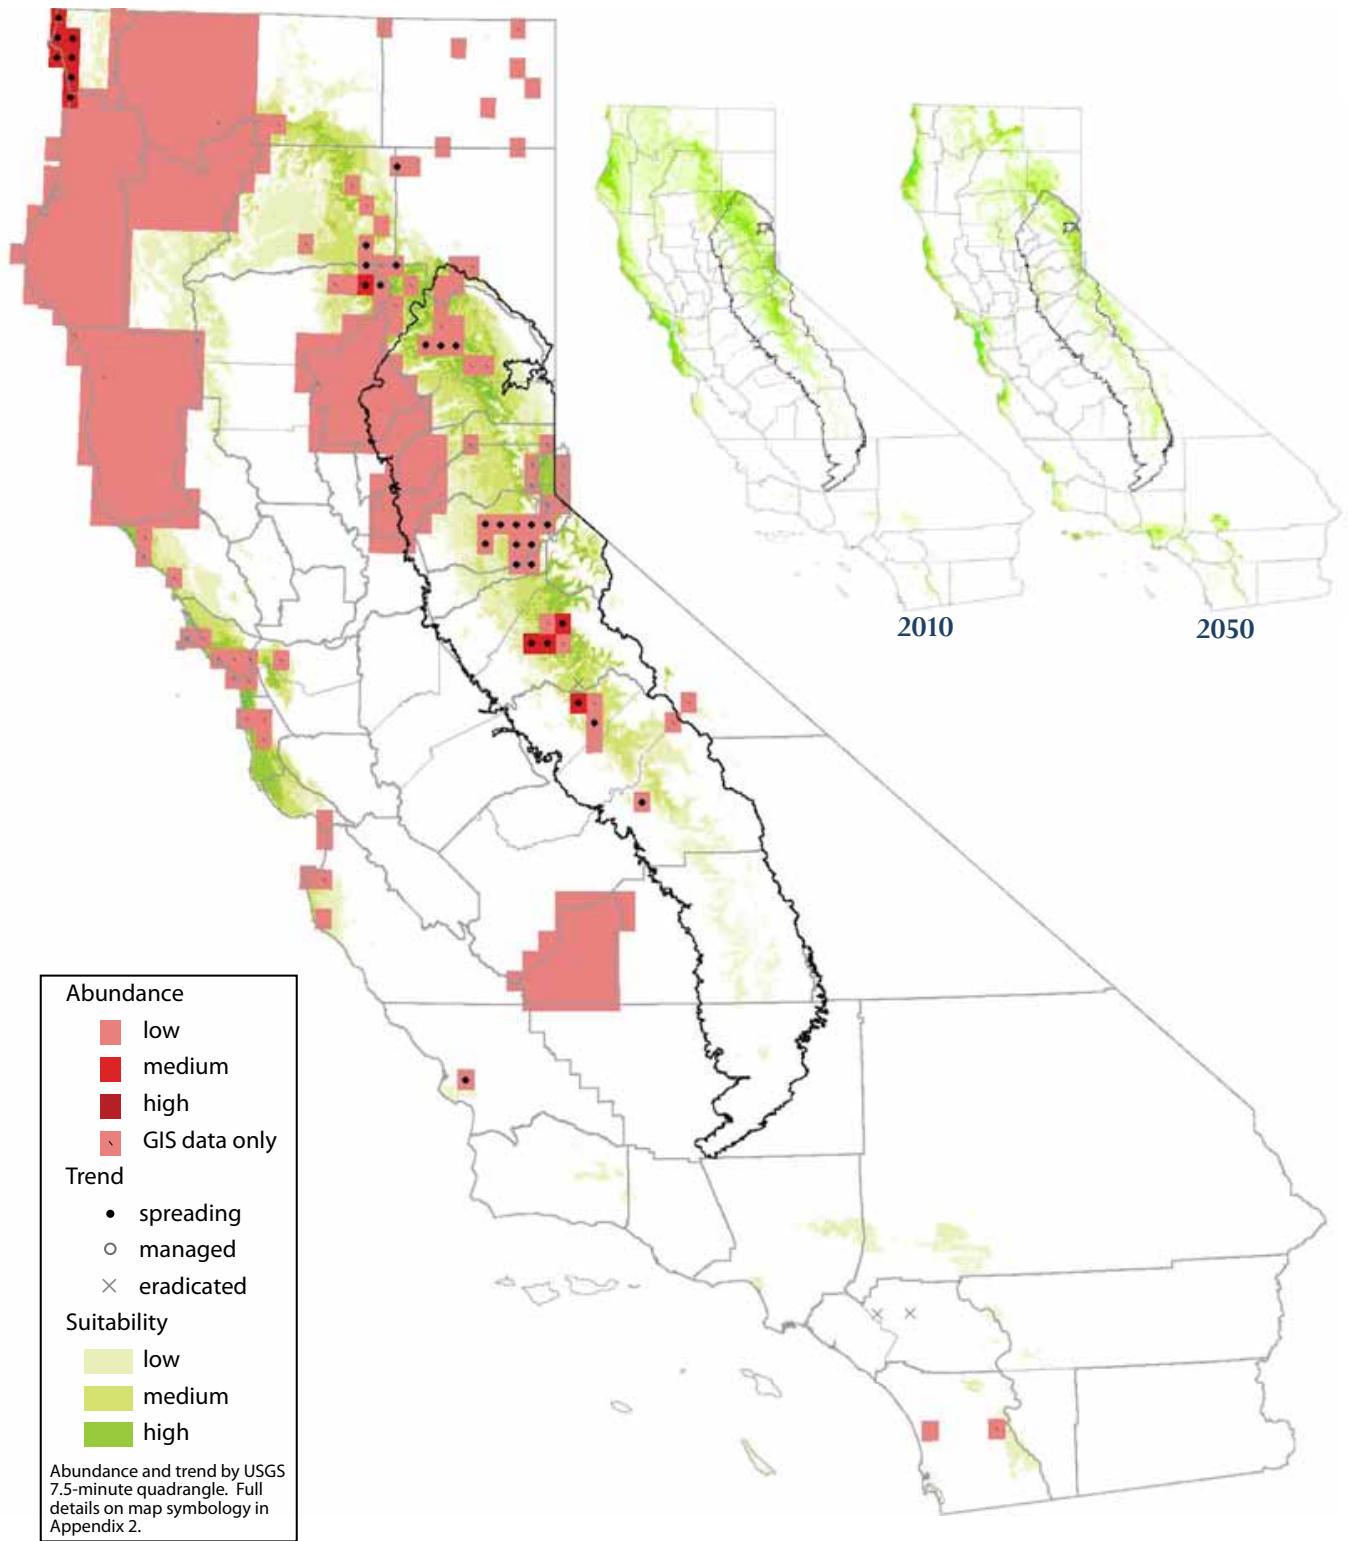 2010
2050
Abundance
low
medium
high
GIS data only
Trend
spreading
managed
eradicated
Suitability
low
medium
high
Abundance and trend by USGS
7.5-minute quadrangle. Full
details on map symbology in
Appendix 2.